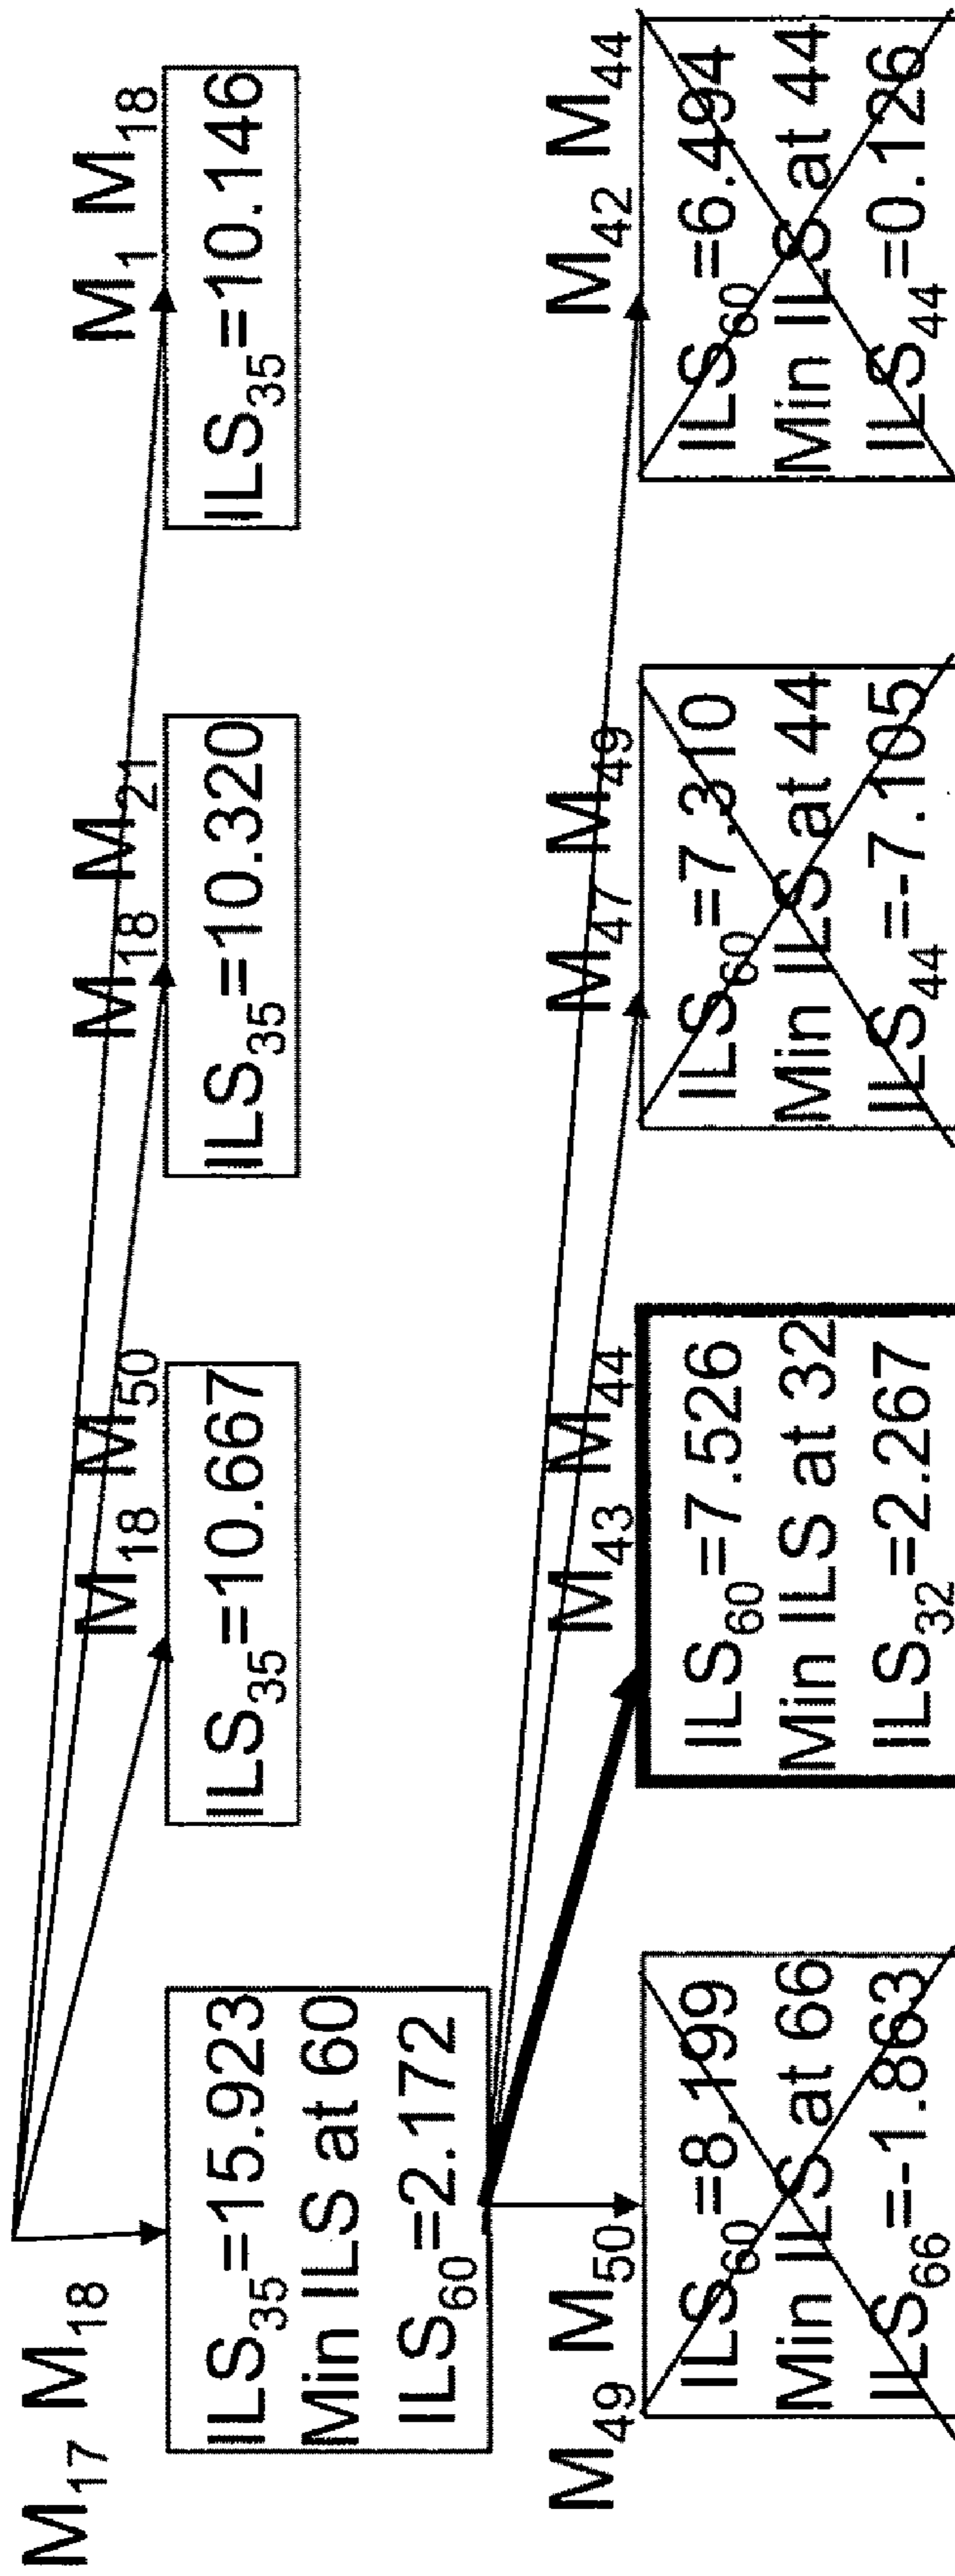 M17 M18
ILS35=15.923
Min ILS at 60
ILS60=2.172
M18 M50
ILS35=10.667
M18 M21
ILS35=10.320
M1 M18
ILS35=10.146
M49 M50
ILS60=8.199
Min ILS at 66
ILS66=-1.863
M43 M44
ILS60=7.526
Min ILS at 32
ILS32=2.267
M47 M49
ILS60=7.310
Min ILS at 44
ILS44=-7.105
M42 M44
ILS60=6.494
Min ILS at 44
ILS44=0.126